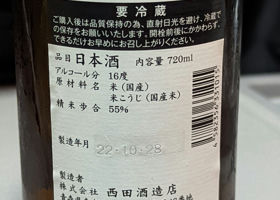 要冷蔵
ご購入後は品質保持の為、直射日光を避け、冷蔵で
の保存をお願いいたします。開栓前後にかかわらず、
できるだけお早めにお召し上がりください。
品目 日本酒 内容量 720ml
アルコール分 16度
原材料名 米(国産)
米こうじ(国産米)
精米歩合 55%
製造年月
22.10.28
製造者
株式会社 西田酒造店